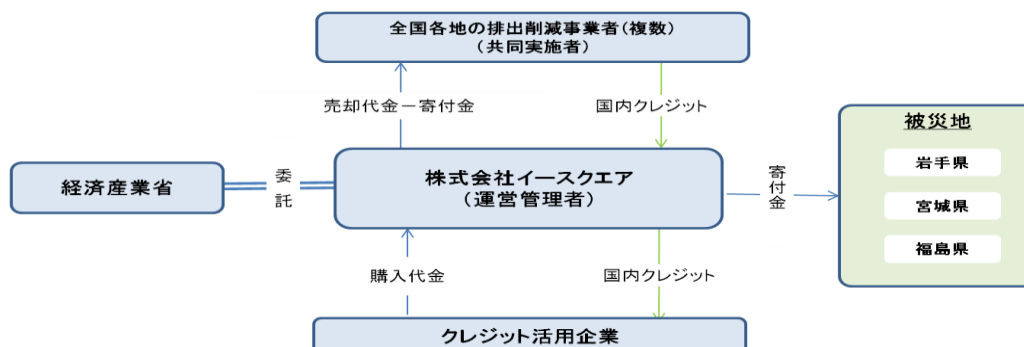 全国各地の排出削減事業者(複数)
(共同実施者)
売却代金－寄付金
国内クレジット
被災地
岩手県
宮城県
福島県
経済産業省
委託
株式会社イースクエア
(運営管理者)
寄付金
購入代金
国内クレジット
クレジット活用企業